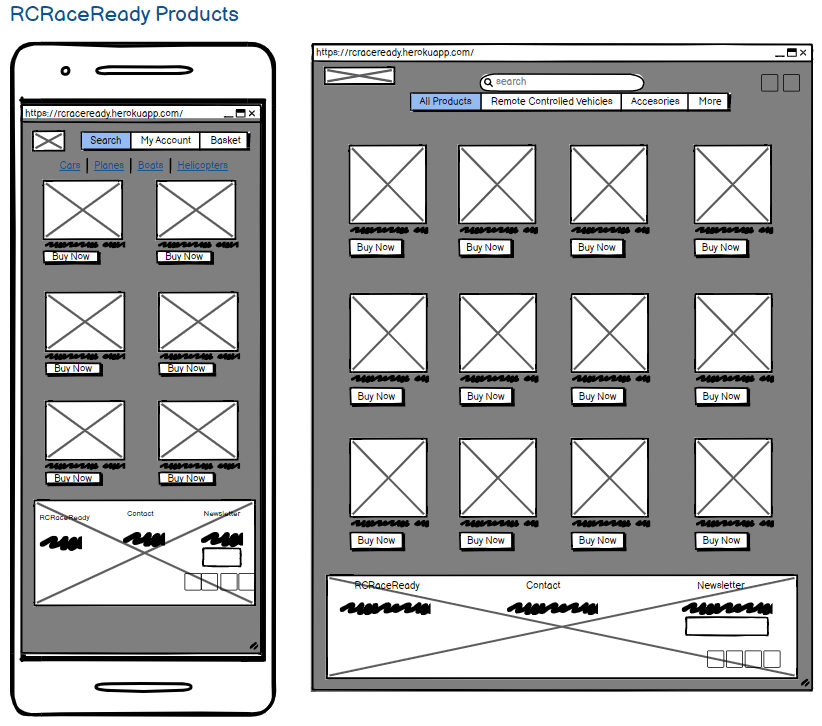 RCRaceReady Products
https://rcraceready.herokuapp.com/
Search My Account Basket
Cars Planes Boats Helicopters
Buy Now Buy Now
Buy Now Buy Now
Buy Now Buy Now
RCRaceReady Contact Newsletter
https://rcraceready.herokuapp.com/
search
All Products Remote Controlled Vehicles Accesories More
Buy Now Buy Now Buy Now Buy Now
Buy Now Buy Now Buy Now Buy Now
Buy Now Buy Now Buy Now Buy Now
RCRaceReady Contact Newsletter